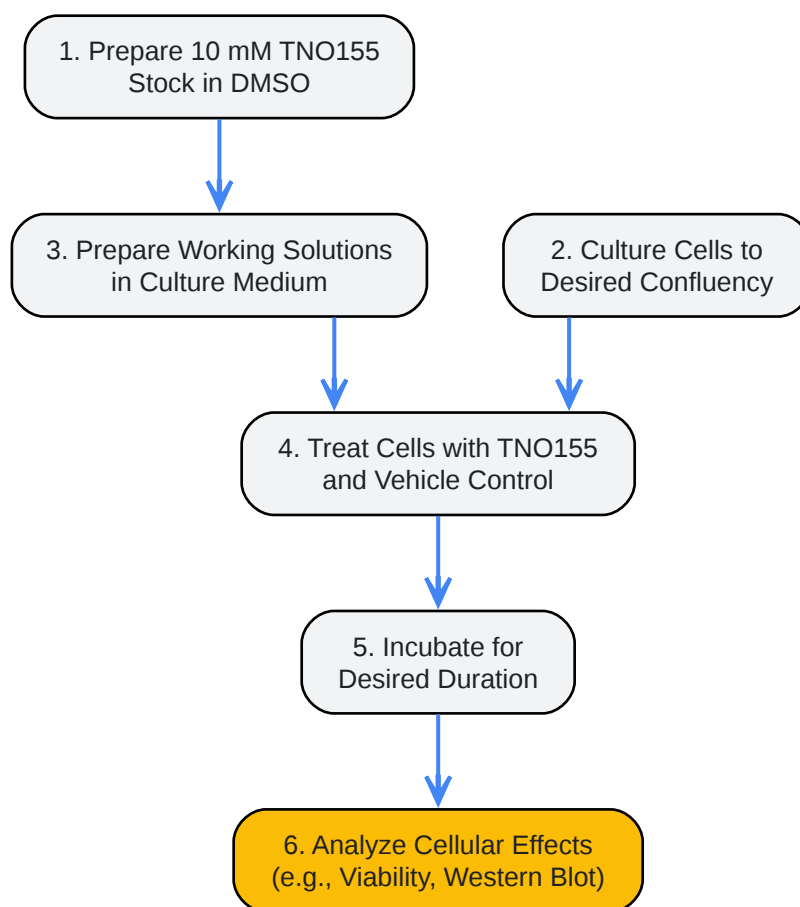 1. Prepare 10 mM TNO155
Stock in DMSO
3. Prepare Working Solutions
in Culture Medium
2. Culture Cells to
Desired Confluency
4. Treat Cells with TNO155
and Vehicle Control
5. Incubate for
Desired Duration
6. Analyze Cellular Effects
(e.g., Viability, Western Blot)